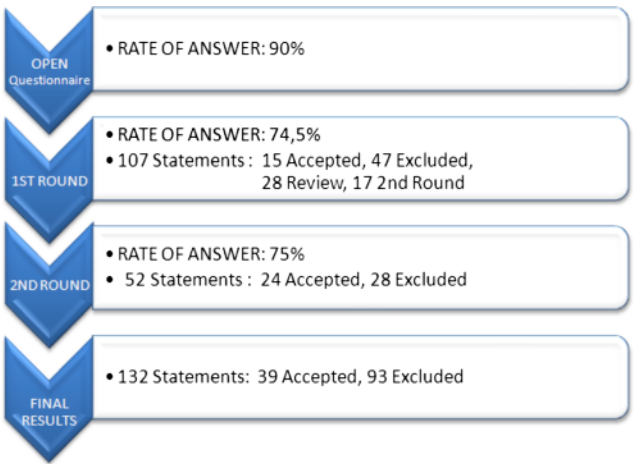 OPEN
Questionnaire
• RATE OF ANSWER: 90%
1ST ROUND
• RATE OF ANSWER: 74,5%
• 107 Statements : 15 Accepted, 47 Excluded,
28 Review, 17 2nd Round
2ND ROUND
• RATE OF ANSWER: 75%
• 52 Statements : 24 Accepted, 28 Excluded
FINAL
RESULTS
• 132 Statements: 39 Accepted, 93 Excluded